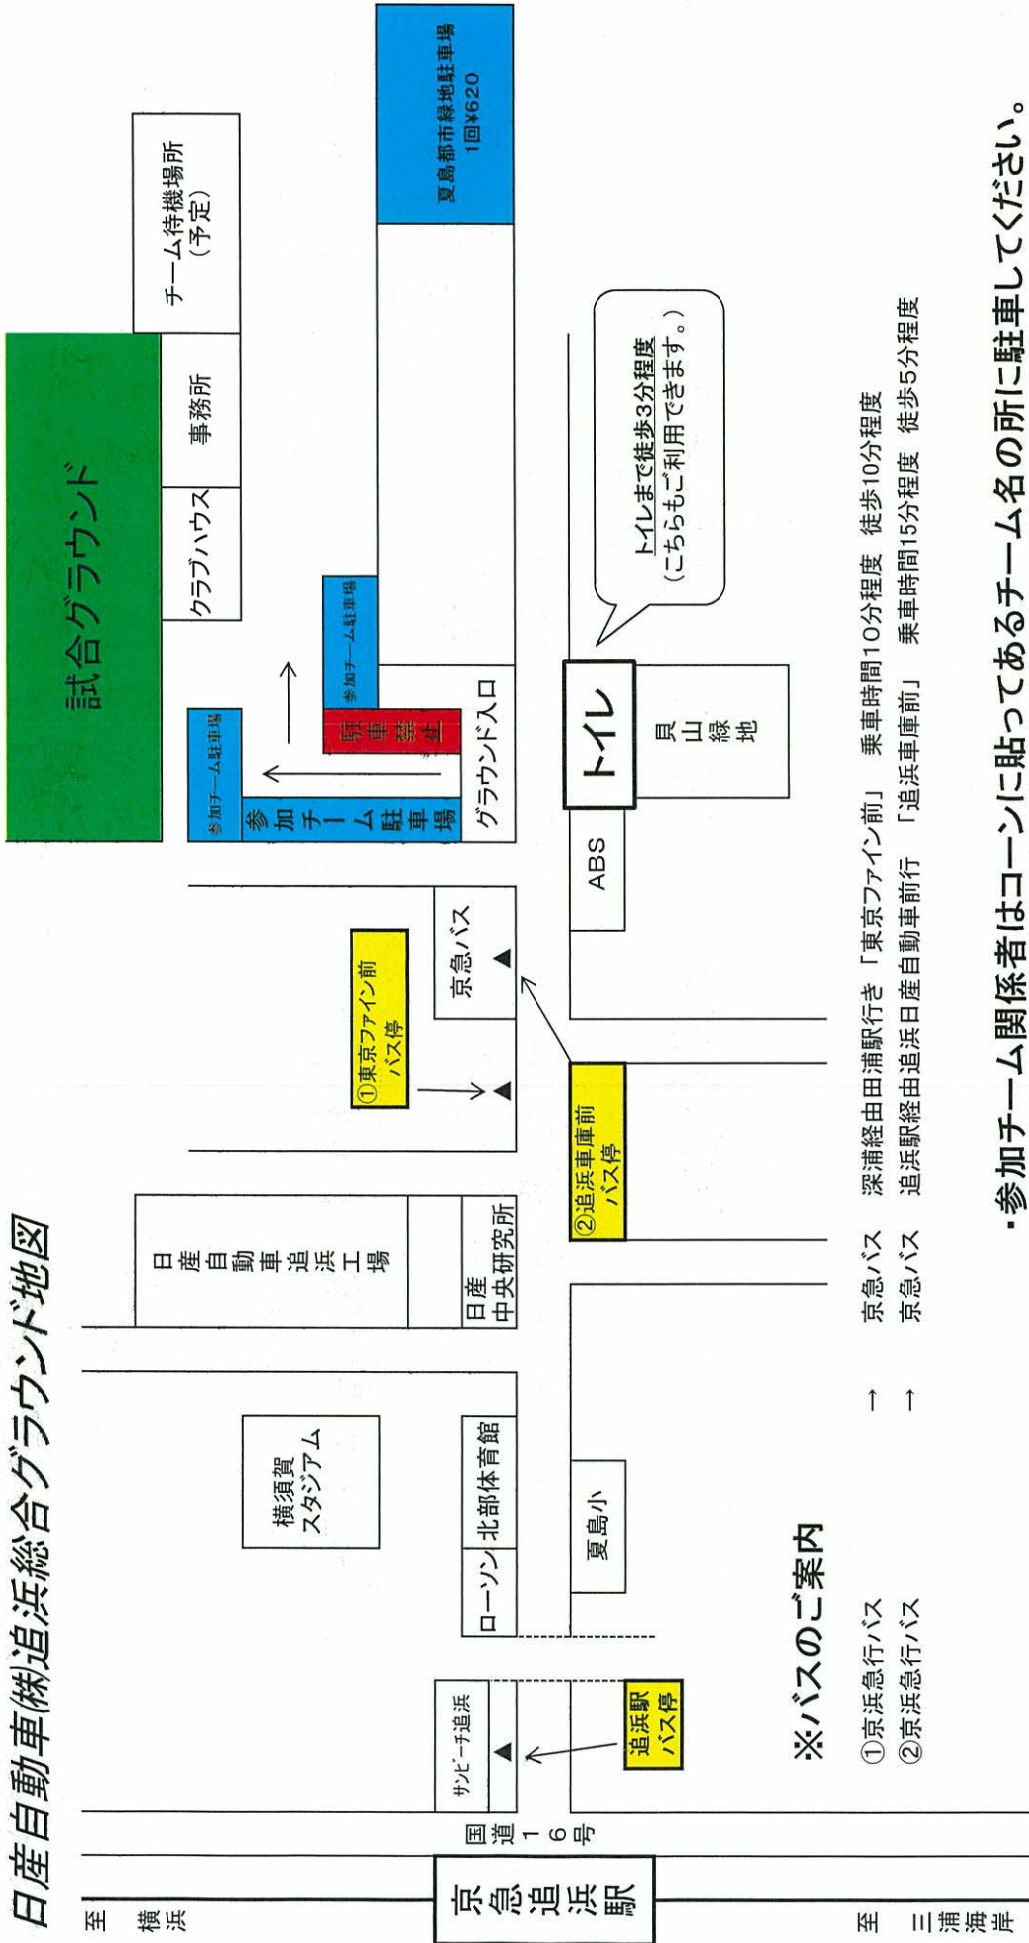 日産自動車(株)追浜総合グラウンド地図
至
横浜
京急追浜駅
至
三浦海岸
国道16号
サンビーチ追浜
▲
追浜駅
バス停
ローソン
北部体育館
夏島小
横須賀
スタジアム
日産自動車追浜工場
日産
中央研究所
①東京ファイン前
バス停
▲
京急バス
▲
②追浜車庫前
バス停
ABS
トイレ
貝山緑地
トイレまで徒歩3分程度
(こちらもご利用できます。)
グラウンド入口
参加チーム駐車場
参加チーム駐車場
駐車禁止
参加チーム駐車場
試合グラウンド
クラブハウス
事務所
チーム待機場所
(予定)
夏島都市緑地駐車場
1回¥620
※バスのご案内
①京浜急行バス → 京急バス 深浦経由田浦駅行き 「東京ファイン前」 乗車時間10分程度 徒歩10分程度
②京浜急行バス → 京急バス 追浜駅経由追浜日産自動車前行 「追浜車庫前」 乗車時間15分程度 徒歩5分程度
・参加チーム関係者はコーンに貼ってあるチーム名の所に駐車してください。